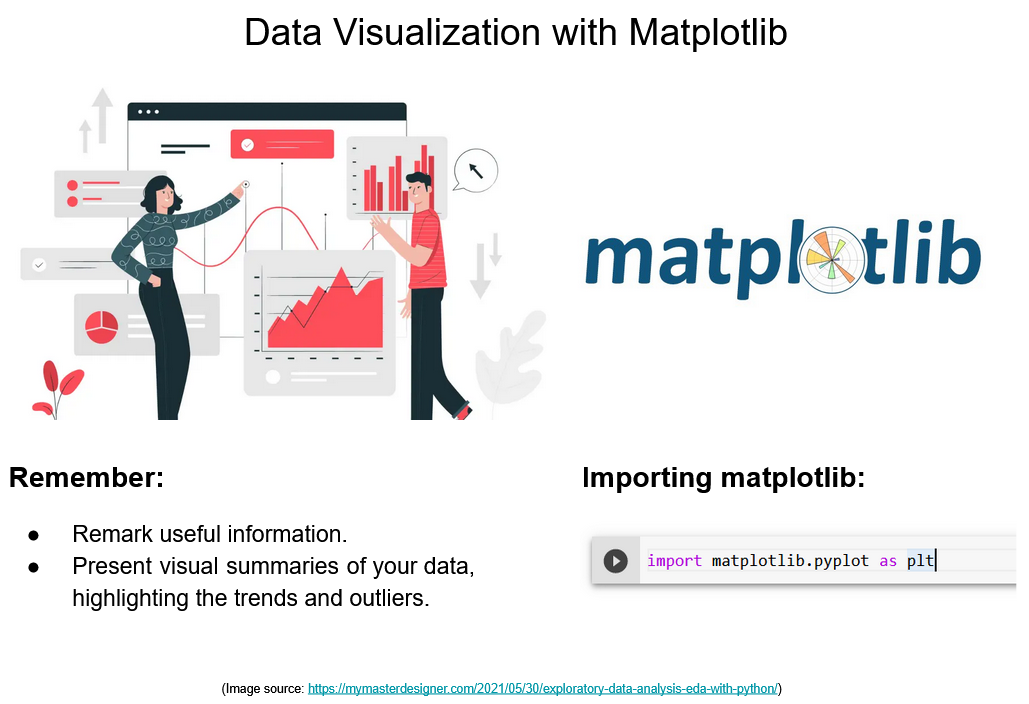 Data Visualization with Matplotlib
matplotlib
Remember:
● Remark useful information.
● Present visual summaries of your data,
highlighting the trends and outliers.
Importing matplotlib:
import matplotlib.pyplot as plt
(Image source: https://mymasterdesigner.com/2021/05/30/exploratory-data-analysis-eda-with-python/)